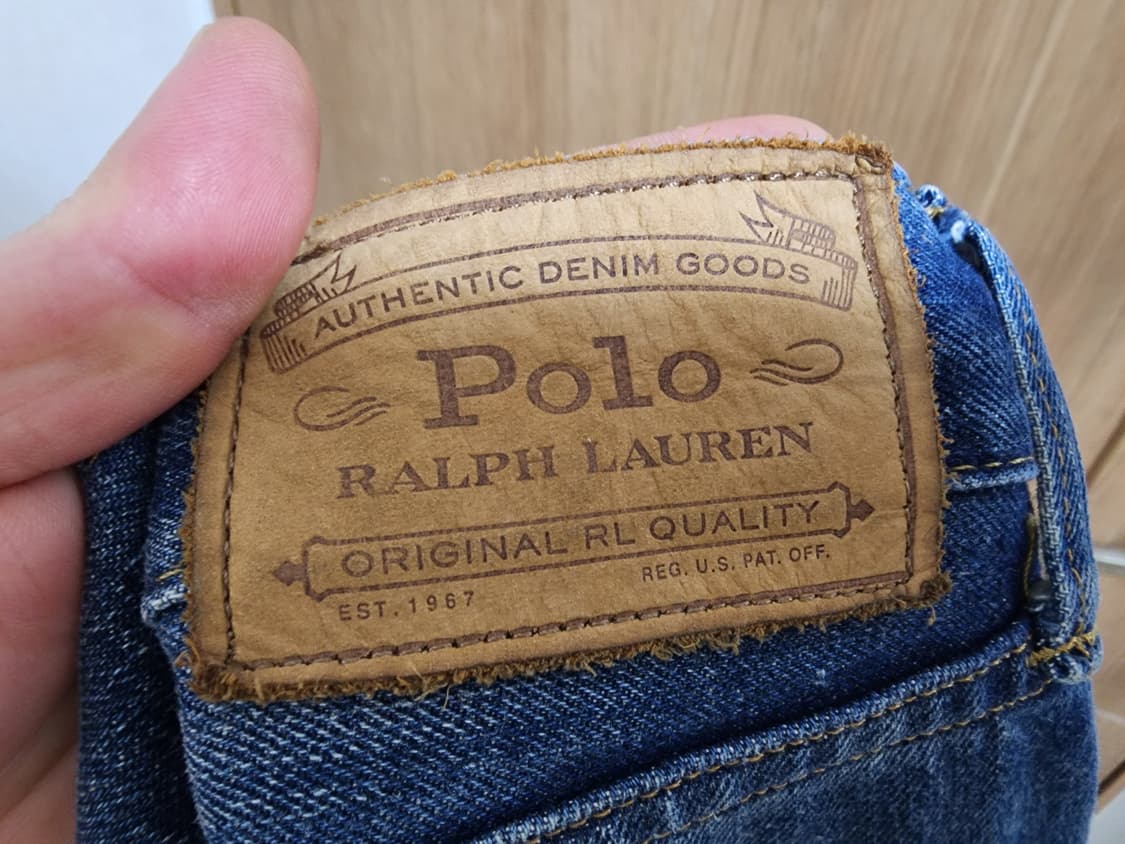 AUTHENTIC DENIM GOODS
Polo
RALPH LAUREN
ORIGINAL RL QUALITY
EST. 1967
REG. U.S. PAT. OFF.